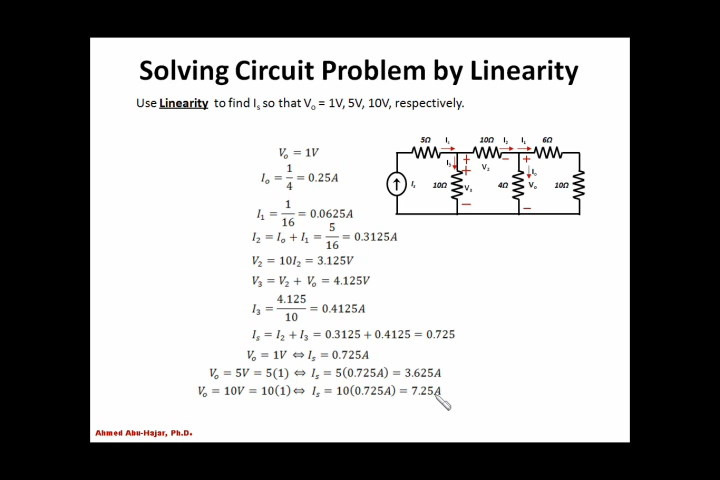 Solving Circuit Problem by Linearity
Use Linearity to find Is so that Vo = 1V, 5V, 10V, respectively.
5Ω I1 10Ω I2 I1 6Ω
I3 + + V2 − + Io
Is 10Ω V3 4Ω Vo 10Ω
− −
Vo = 1V
Io = 1/4 = 0.25A
I1 = 1/16 = 0.0625A
I2 = Io + I1 = 5/16 = 0.3125A
V2 = 10I2 = 3.125V
V3 = V2 + Vo = 4.125V
I3 = 4.125/10 = 0.4125A
Is = I2 + I3 = 0.3125 + 0.4125 = 0.725
Vo = 1V ⇔ Is = 0.725A
Vo = 5V = 5(1) ⇔ Is = 5(0.725A) = 3.625A
Vo = 10V = 10(1) ⇔ Is = 10(0.725A) = 7.25A
Ahmed Abu-Hajar, Ph.D.